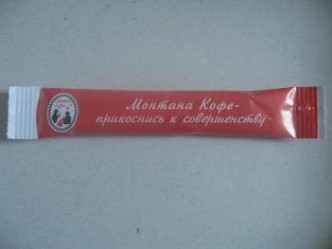 Монтана Кофе-
прикоснись к совершенству